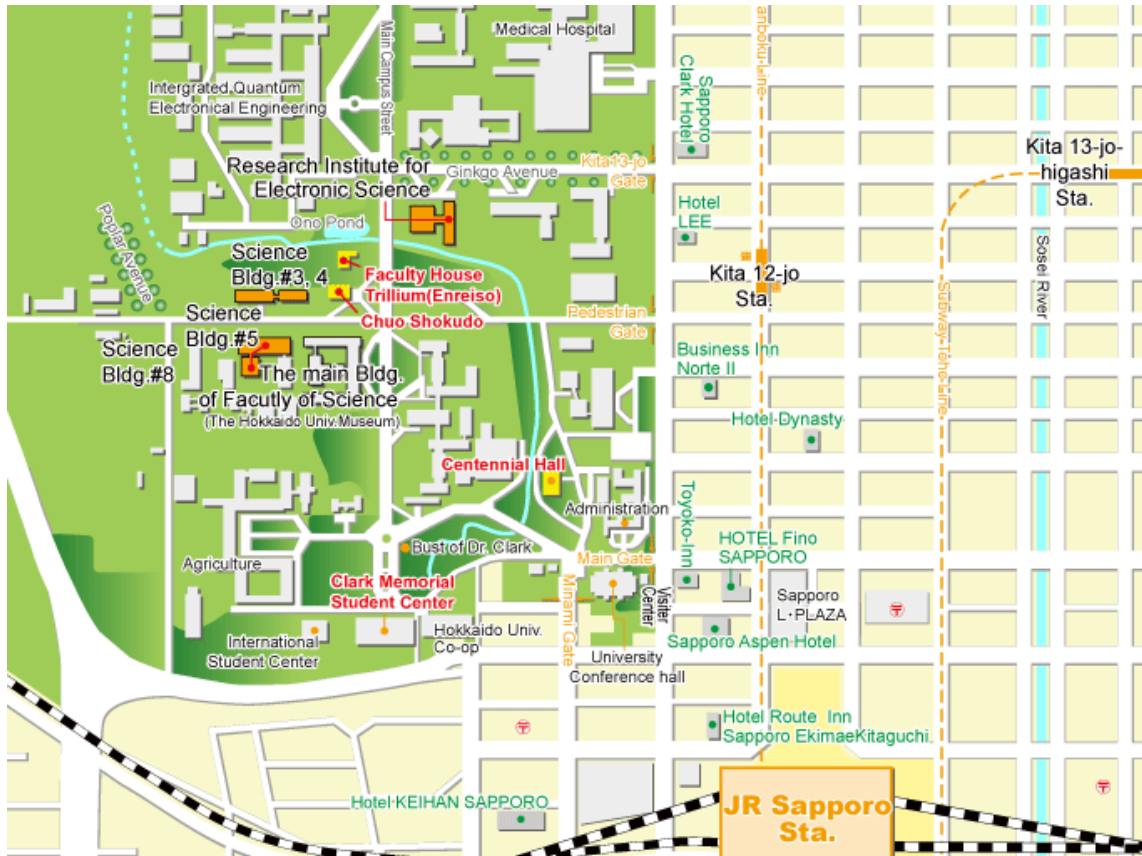 Medical Hospital
anboku Line
Main Campus Street
Sapporo
Clark Hotel
Intergrated Quantum
Electronical Engineering
Kita 13-jo-
higashi
Sta.
Research Institute for
Electronic Science
Ginkgo Avenue
Kita13-jo
Gate
Hotel
LEE
Poplar Avenue
Ono Pond
Science
Bldg.#3, 4
Faculty House
Trillium(Enreiso)
Kita 12-jo
Sta.
Sosei River
Subway Toho Line
Chuo Shokudo
Pedestrian
Gate
Science
Bldg.#5
Science
Bldg.#8
The main Bldg.
of Facutly of Science
(The Hokkaido Univ.Museum)
Business Inn
Norte II
Hotel Dynasty
Centennial Hall
Administration
Toyoko-Inn
HOTEL Fino
SAPPORO
Bust of Dr. Clark
Main Gate
Agriculture
Clark Memorial
Student Center
Minami Gate
Visiter
Center
Sapporo
L・PLAZA
〒
International
Student Center
Hokkaido Univ.
Co-op
Sapporo Aspen Hotel
University
Conference hall
〒
Hotel Route Inn
Sapporo EkimaeKitaguchi
〒
Hotel KEIHAN SAPPORO
JR Sapporo
Sta.